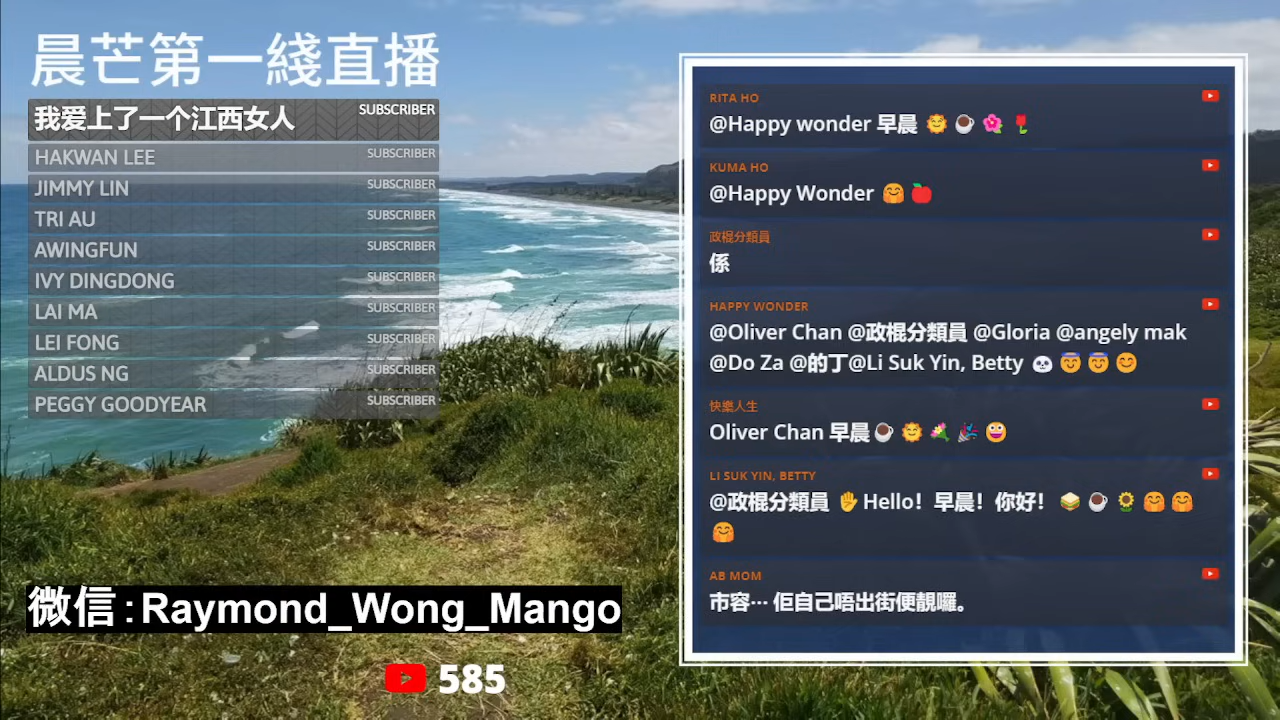 晨芒第一綫直播
我爱上了一个江西女人 SUBSCRIBER
HAKWAN LEE SUBSCRIBER
JIMMY LIN SUBSCRIBER
TRI AU SUBSCRIBER
AWINGFUN SUBSCRIBER
IVY DINGDONG SUBSCRIBER
LAI MA SUBSCRIBER
LEI FONG SUBSCRIBER
ALDUS NG SUBSCRIBER
PEGGY GOODYEAR SUBSCRIBER
微信:Raymond_Wong_Mango
585
RITA HO
@Happy wonder 早晨 🌞 ☕ 🌺 🌷
KUMA HO
@Happy Wonder 🤗 🍎
政棍分類員
係
HAPPY WONDER
@Oliver Chan @政棍分類員 @Gloria @angely mak
@Do Za @的丁@Li Suk Yin, Betty 🐼 😇 😇 😊
快樂人生
Oliver Chan 早晨☕ 🌞 💐 🎉 😃
LI SUK YIN, BETTY
@政棍分類員 ✋Hello！早晨！你好！ 🥪 ☕ 🌻 🤗 🤗
🤗
AB MOM
市容⋯ 佢自己唔出街便靚囉。